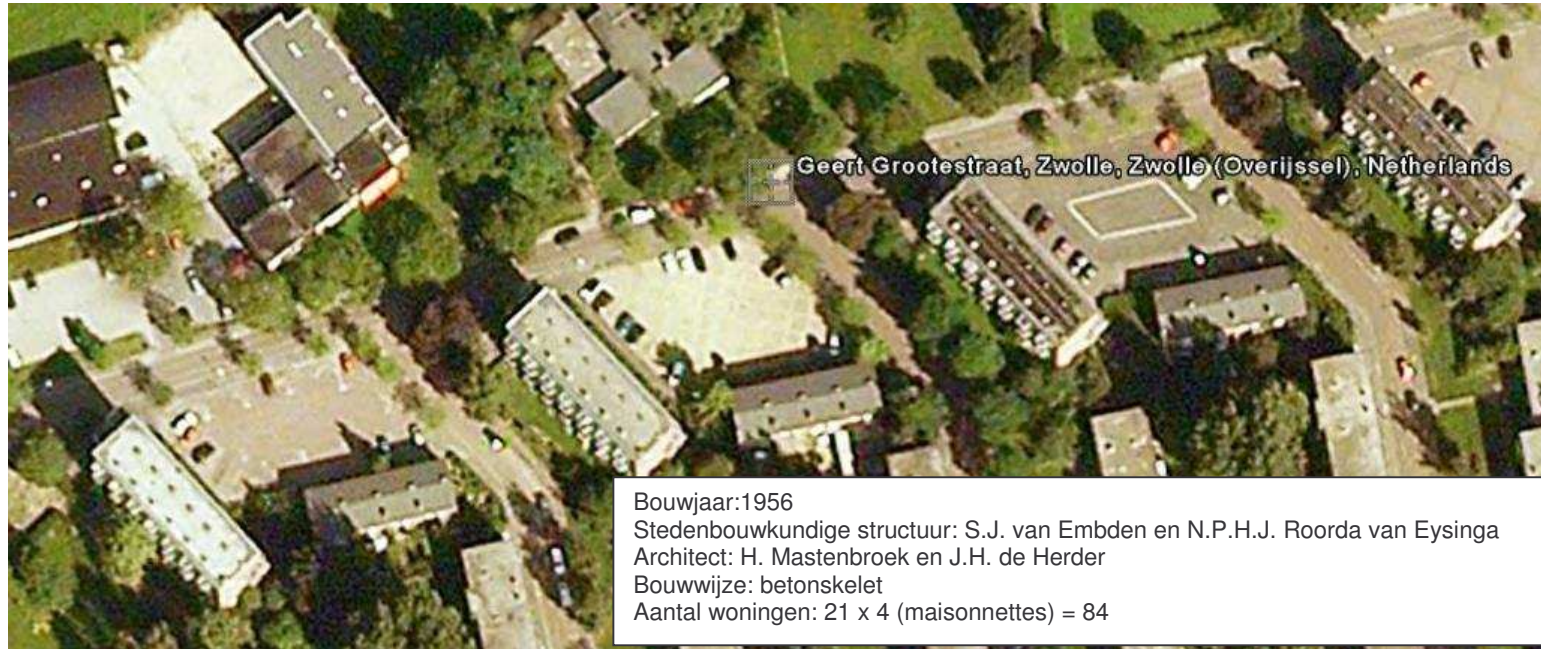 Geert Grootestraat, Zwolle, Zwolle (Overijssel), Netherlands
Bouwjaar:1956
Stedenbouwkundige structuur: S.J. van Embden en N.P.H.J. Roorda van Eysinga
Architect: H. Mastenbroek en J.H. de Herder
Bouwwijze: betonskelet
Aantal woningen: 21 x 4 (maisonnettes) = 84